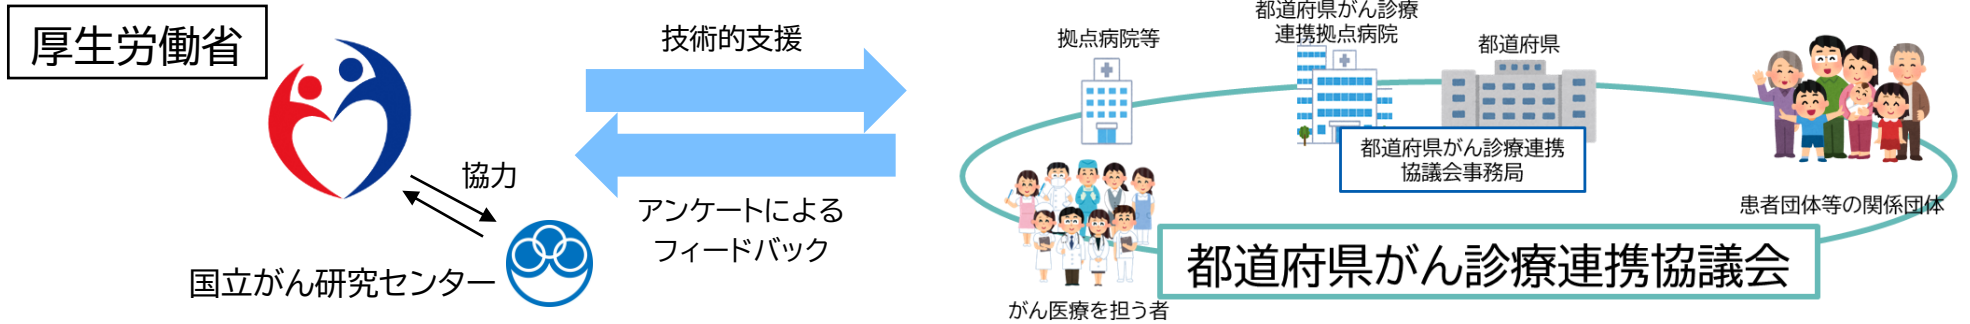 厚生労働省
協力
国立がん研究センター
技術的支援
アンケートによる
フィードバック
拠点病院等
都道府県がん診療
連携拠点病院
都道府県
都道府県がん診療連携
協議会事務局
患者団体等の関係団体
都道府県がん診療連携協議会
がん医療を担う者